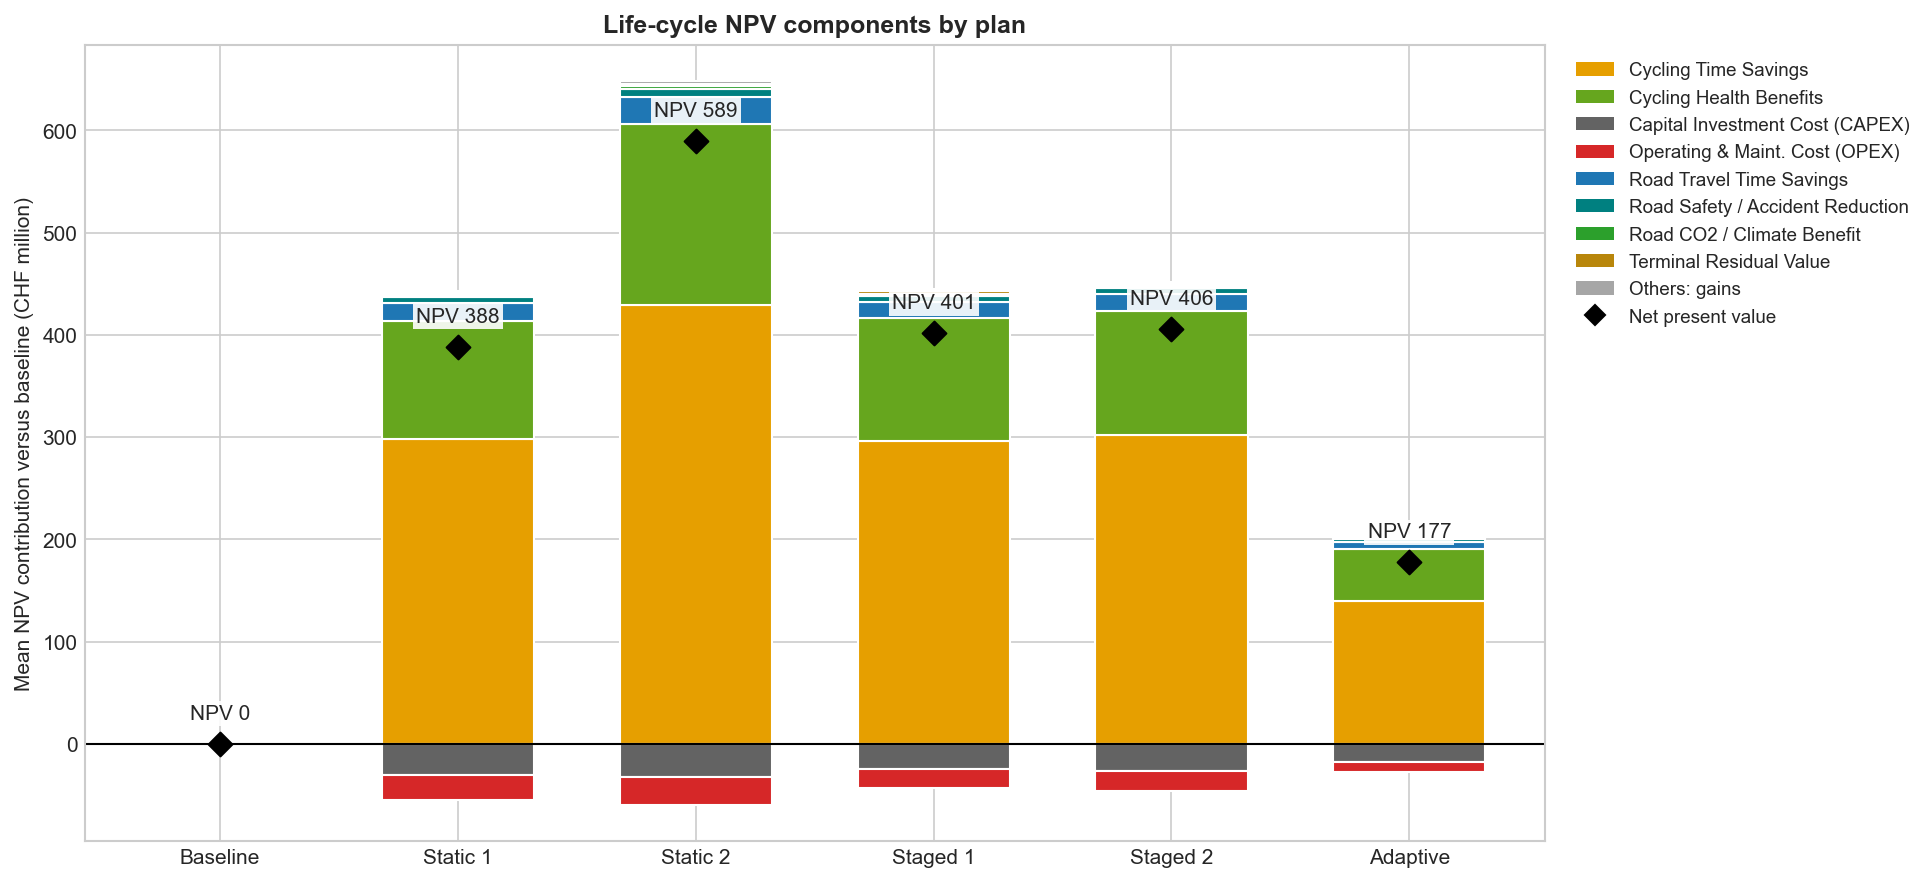 Life-cycle NPV components by plan
Mean NPV contribution versus baseline (CHF million)
600
500
400
300
200
100
0
NPV 0
NPV 388
NPV 589
NPV 401
NPV 406
NPV 177
Baseline
Static 1
Static 2
Staged 1
Staged 2
Adaptive
Cycling Time Savings
Cycling Health Benefits
Capital Investment Cost (CAPEX)
Operating & Maint. Cost (OPEX)
Road Travel Time Savings
Road Safety / Accident Reduction
Road CO2 / Climate Benefit
Terminal Residual Value
Others: gains
Net present value